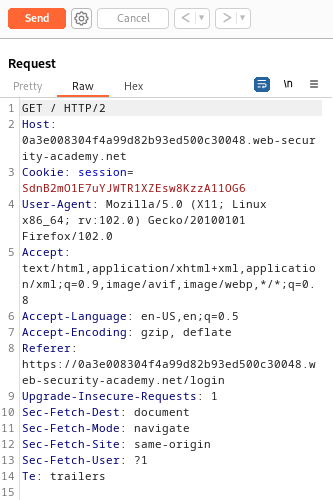 Send Cancel < ▼ > ▼
Request
Pretty Raw Hex \n ≡
1 GET / HTTP/2
2 Host:
0a3e008304f4a99d82b93ed500c30048.web-secur
ity-academy.net
3 Cookie: session=
SdnB2mO1E7uYJWTR1XZEsw8KzzA11OG6
4 User-Agent: Mozilla/5.0 (X11; Linux
x86_64; rv:102.0) Gecko/20100101
Firefox/102.0
5 Accept:
text/html,application/xhtml+xml,applicatio
n/xml;q=0.9,image/avif,image/webp,*/*;q=0.
8
6 Accept-Language: en-US,en;q=0.5
7 Accept-Encoding: gzip, deflate
8 Referer:
https://0a3e008304f4a99d82b93ed500c30048.w
eb-security-academy.net/login
9 Upgrade-Insecure-Requests: 1
10 Sec-Fetch-Dest: document
11 Sec-Fetch-Mode: navigate
12 Sec-Fetch-Site: same-origin
13 Sec-Fetch-User: ?1
14 Te: trailers
15